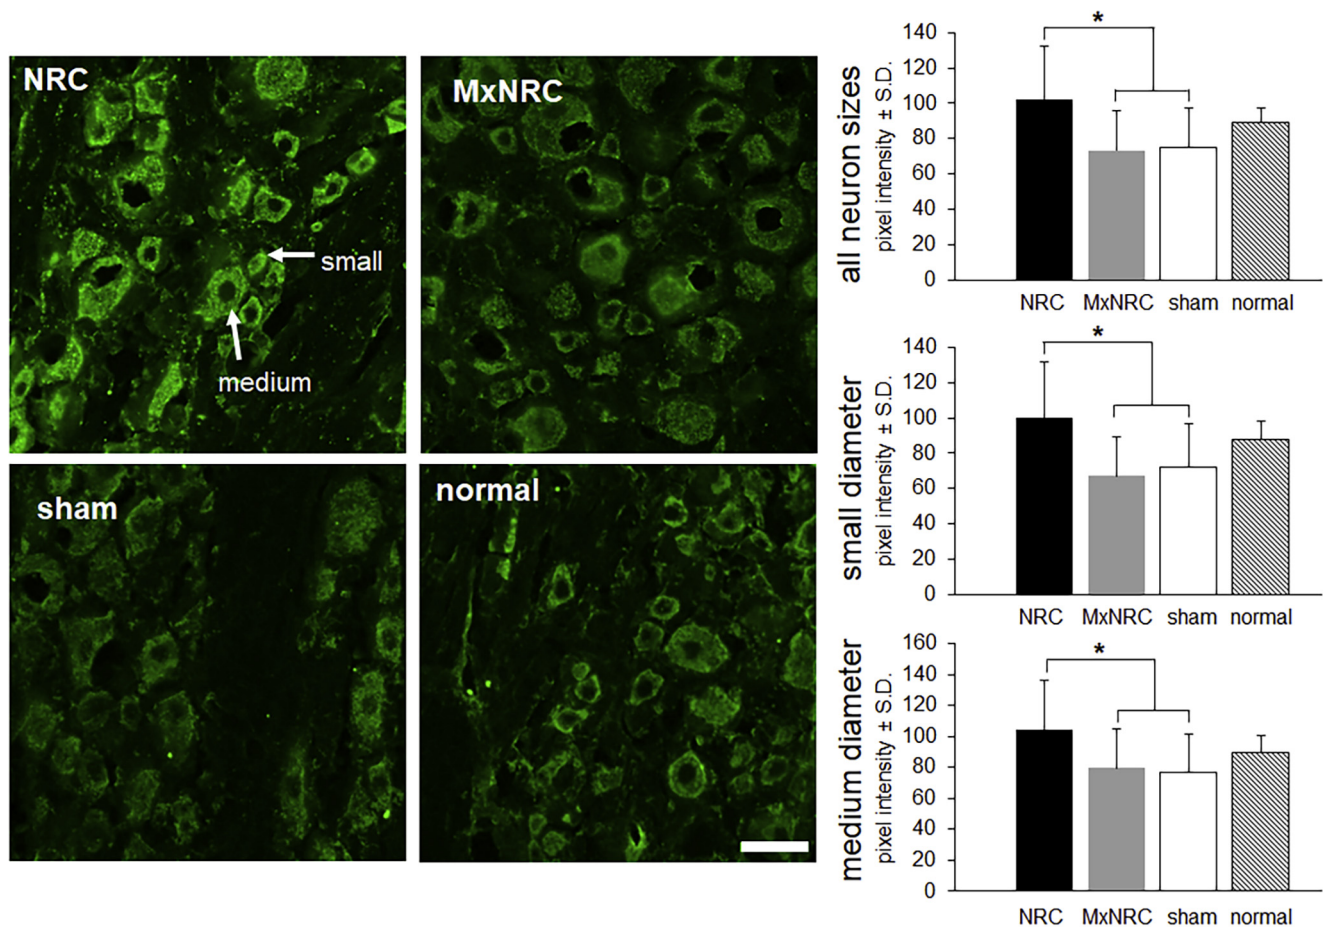 NRC
small
medium
MxNRC
sham
normal
*
all neuron sizes
pixel intensity ± S.D.
140
120
100
80
60
40
20
0
NRC MxNRC sham normal
*
small diameter
pixel intensity ± S.D.
140
120
100
80
60
40
20
0
NRC MxNRC sham normal
*
medium diameter
pixel intensity ± S.D.
160
140
120
100
80
60
40
20
0
NRC MxNRC sham normal